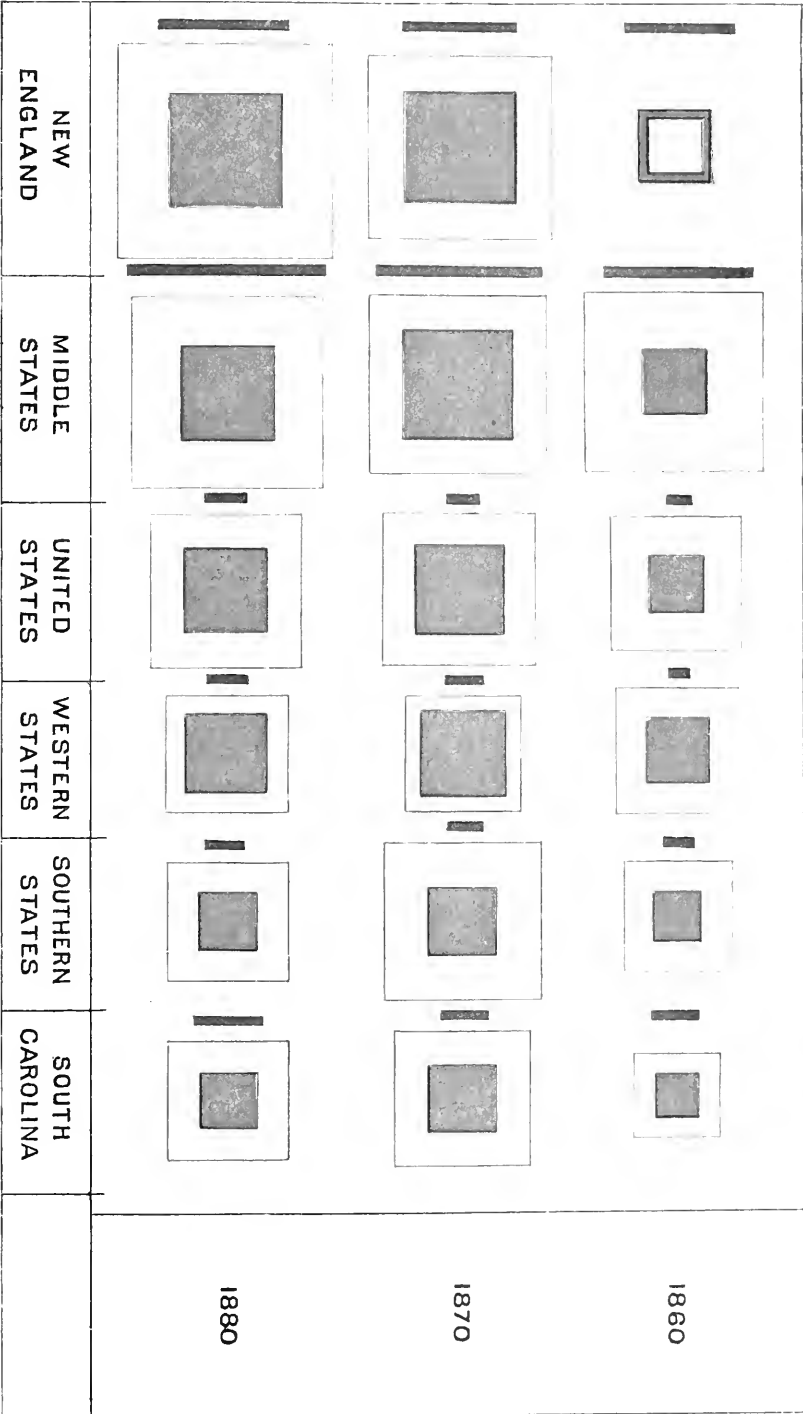 NEW
ENGLAND
MIDDLE
STATES
UNITED
STATES
WESTERN
STATES
SOUTHERN
STATES
SOUTH
CAROLINA
1860
1870
1880